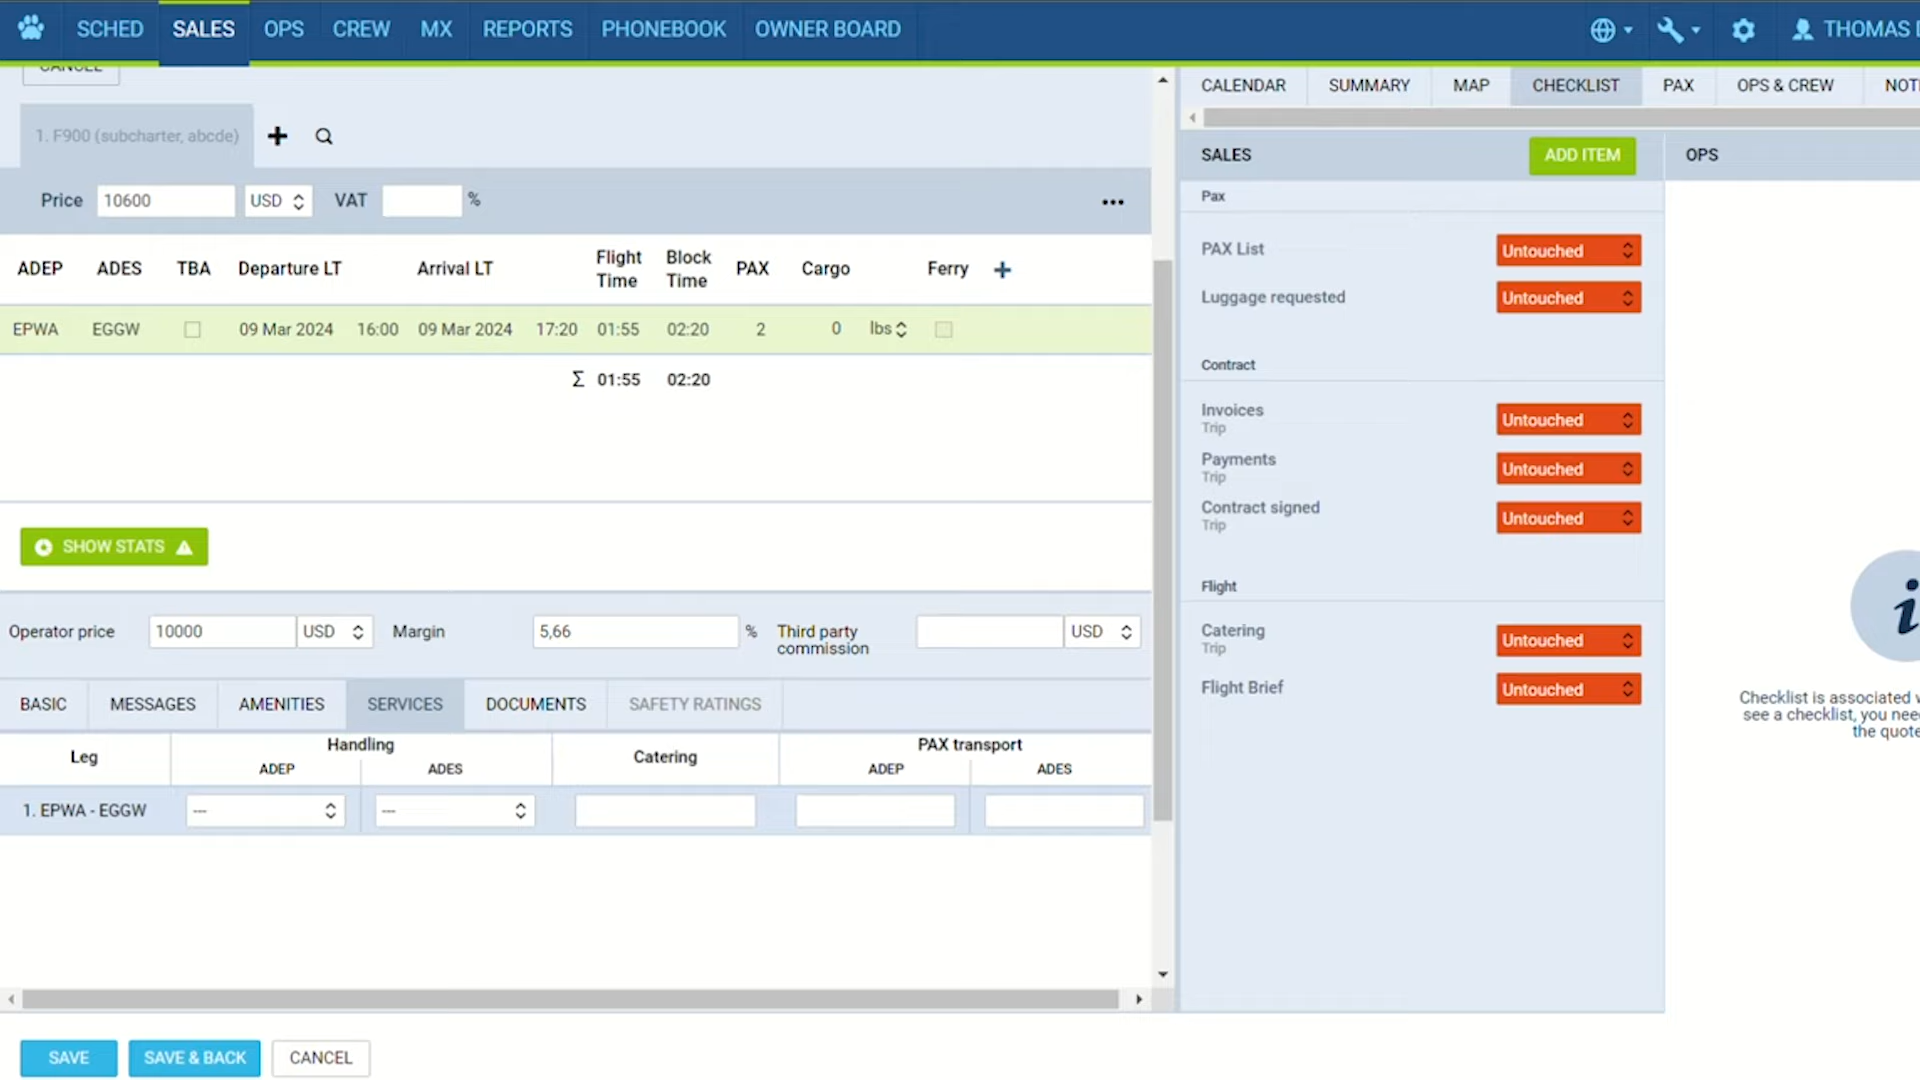 SCHED SALES OPS CREW MX REPORTS PHONEBOOK OWNER BOARD THOMAS
CANCEL
1. F900 (subcharter, abcde)
Price 10600 USD VAT %
ADEP ADES TBA Departure LT Arrival LT Flight Time Block Time PAX Cargo Ferry
EPWA EGGW 09 Mar 2024 16:00 09 Mar 2024 17:20 01:55 02:20 2 0 lbs
Σ 01:55 02:20
SHOW STATS
Operator price 10000 USD Margin 5,66 % Third party commission USD
BASIC MESSAGES AMENITIES SERVICES DOCUMENTS SAFETY RATINGS
Leg Handling Catering PAX transport
ADEP ADES ADEP ADES
1. EPWA - EGGW --- ---
SAVE SAVE & BACK CANCEL
CALENDAR SUMMARY MAP CHECKLIST PAX OPS & CREW
SALES ADD ITEM OPS
Pax
PAX List Untouched
Luggage requested Untouched
Contract
Invoices Untouched
Trip
Payments Untouched
Trip
Contract signed Untouched
Trip
Flight
Catering Untouched
Trip
Flight Brief Untouched
i
Checklist is associated
see a checklist, you
the quote